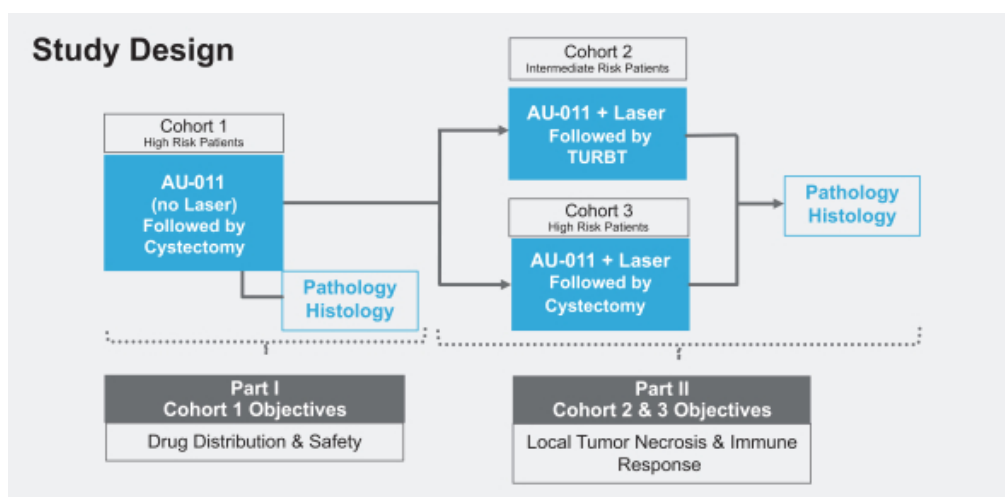 Study Design
Cohort 1
High Risk Patients
AU-011
(no Laser)
Followed by
Cystectomy
Pathology
Histology
Cohort 2
Intermediate Risk Patients
AU-011 + Laser
Followed by
TURBT
Cohort 3
High Risk Patients
AU-011 + Laser
Followed by
Cystectomy
Pathology
Histology
Part I
Cohort 1 Objectives
Drug Distribution & Safety
Part II
Cohort 2 & 3 Objectives
Local Tumor Necrosis & Immune
Response